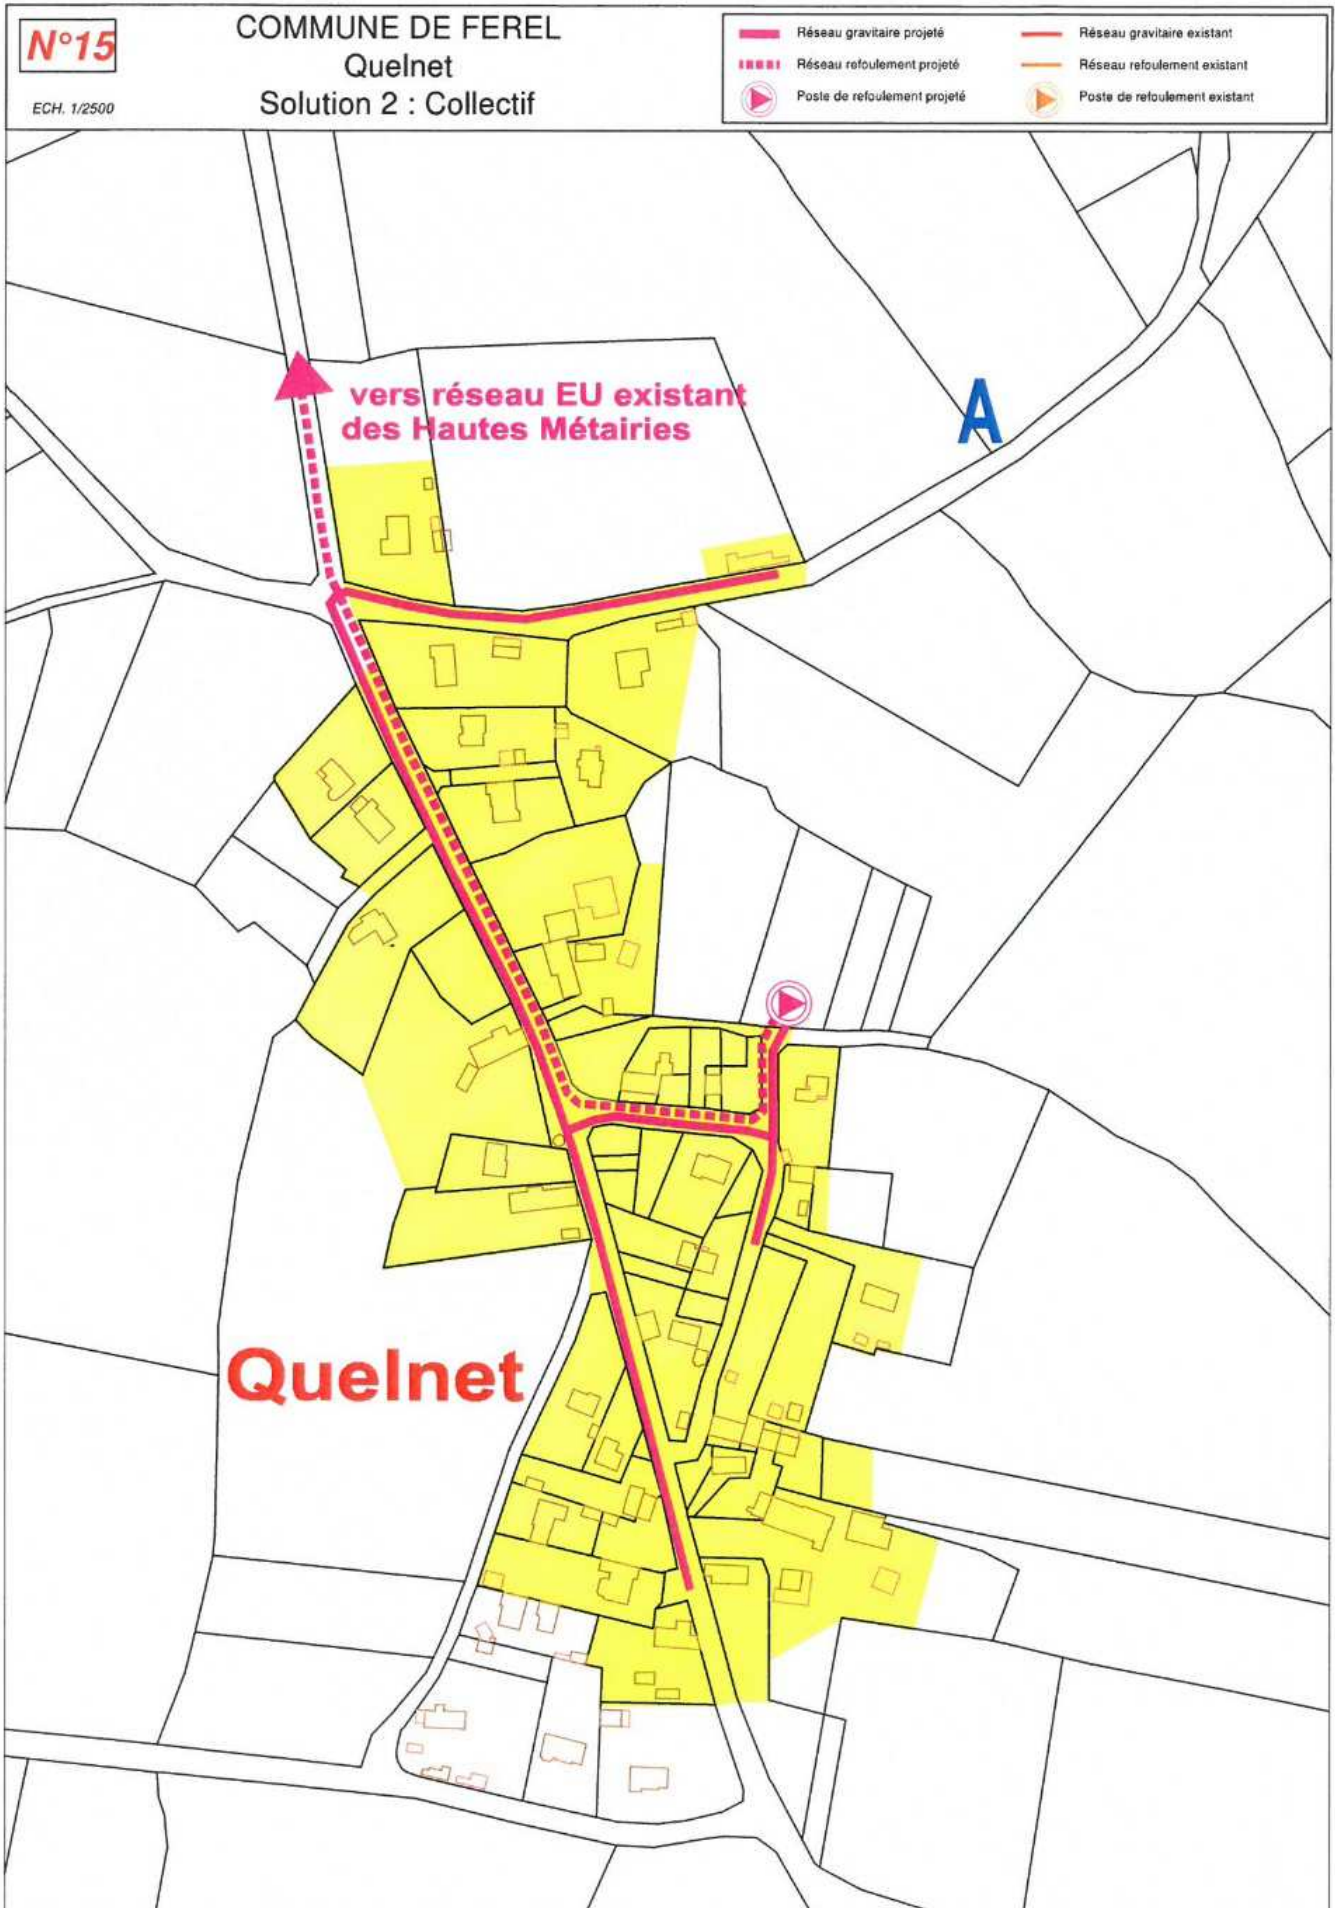 N°15
ECH. 1/2500
COMMUNE DE FEREL
Quelnet
Solution 2 : Collectif
Réseau gravitaire projeté
Réseau refoulement projeté
Poste de refoulement projeté
Réseau gravitaire existant
Réseau refoulement existant
Poste de refoulement existant
vers réseau EU existant
des Hautes Métairies
A
Quelnet